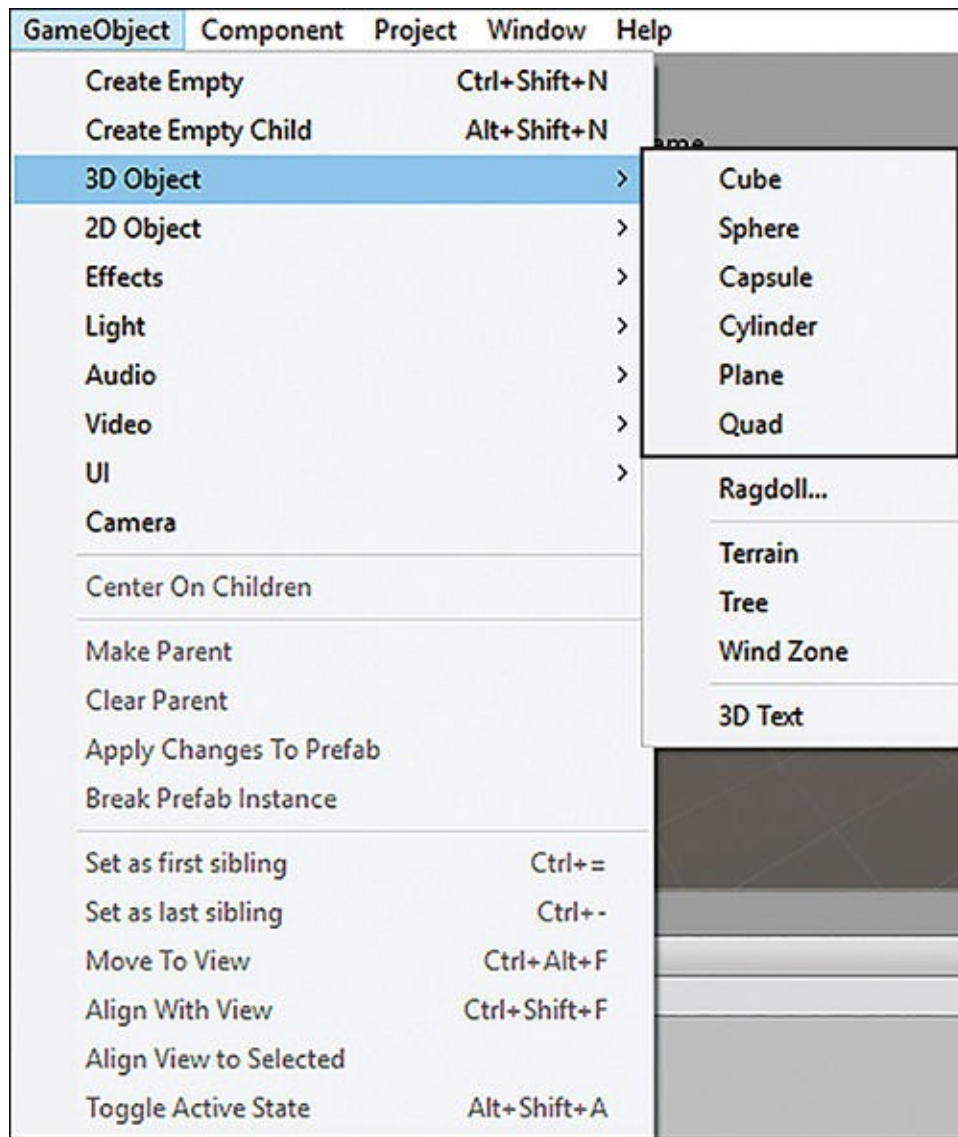 GameObject Component Project Window Help
Create Empty Ctrl+Shift+N
Create Empty Child Alt+Shift+N
3D Object >
2D Object >
Effects >
Light >
Audio >
Video >
UI >
Camera
Center On Children
Make Parent
Clear Parent
Apply Changes To Prefab
Break Prefab Instance
Set as first sibling Ctrl+=
Set as last sibling Ctrl+-
Move To View Ctrl+Alt+F
Align With View Ctrl+Shift+F
Align View to Selected
Toggle Active State Alt+Shift+A
Cube
Sphere
Capsule
Cylinder
Plane
Quad
Ragdoll...
Terrain
Tree
Wind Zone
3D Text